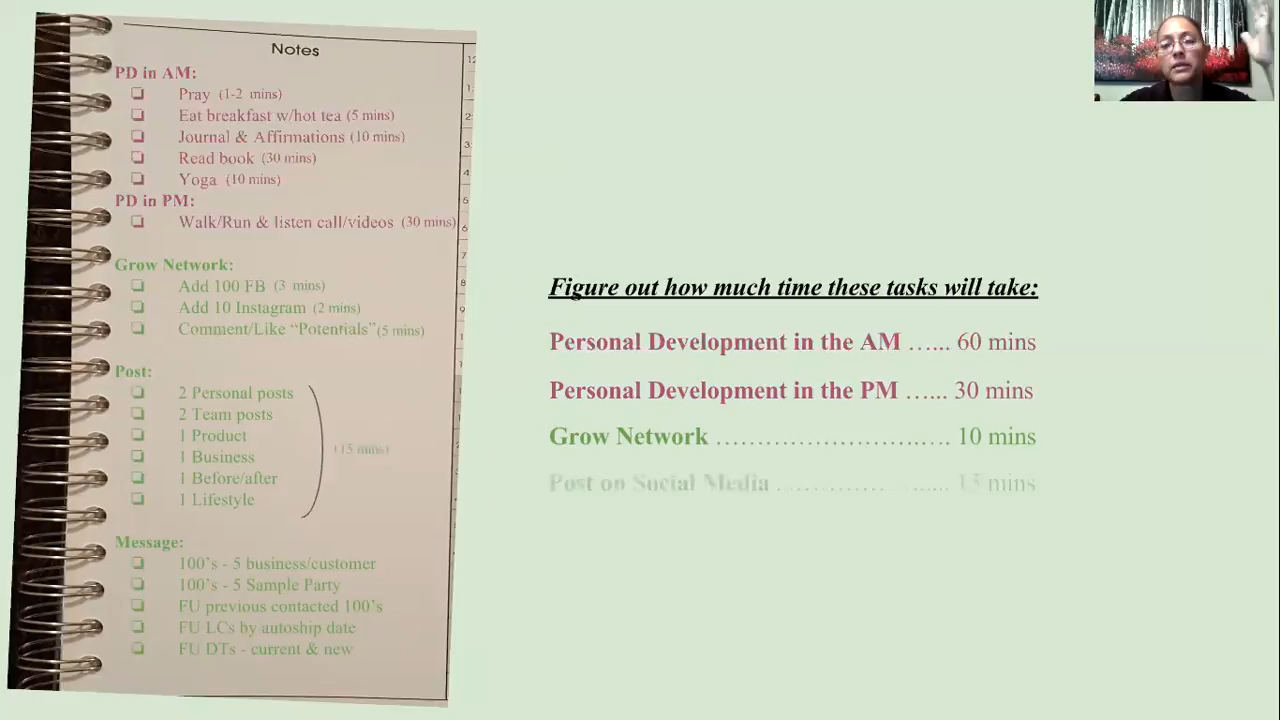 Notes
PD in AM:
Pray (1-2 mins)
Eat breakfast w/hot tea (5 mins)
Journal & Affirmations (10 mins)
Read book (30 mins)
Yoga (10 mins)
PD in PM:
Walk/Run & listen call/videos (30 mins)
Grow Network:
Add 100 FB (3 mins)
Add 10 Instagram (2 mins)
Comment/Like “Potentials” (5 mins)
Post:
2 Personal posts
2 Team posts
1 Product
1 Business
1 Before/after
1 Lifestyle
(15 mins)
Message:
100’s - 5 business/customer
100’s - 5 Sample Party
FU previous contacted 100’s
FU LCs by autoship date
FU DTs - current & new
Figure out how much time these tasks will take:
Personal Development in the AM …... 60 mins
Personal Development in the PM …... 30 mins
Grow Network …………………….…. 10 mins
Post on Social Media ……………….... 15 mins